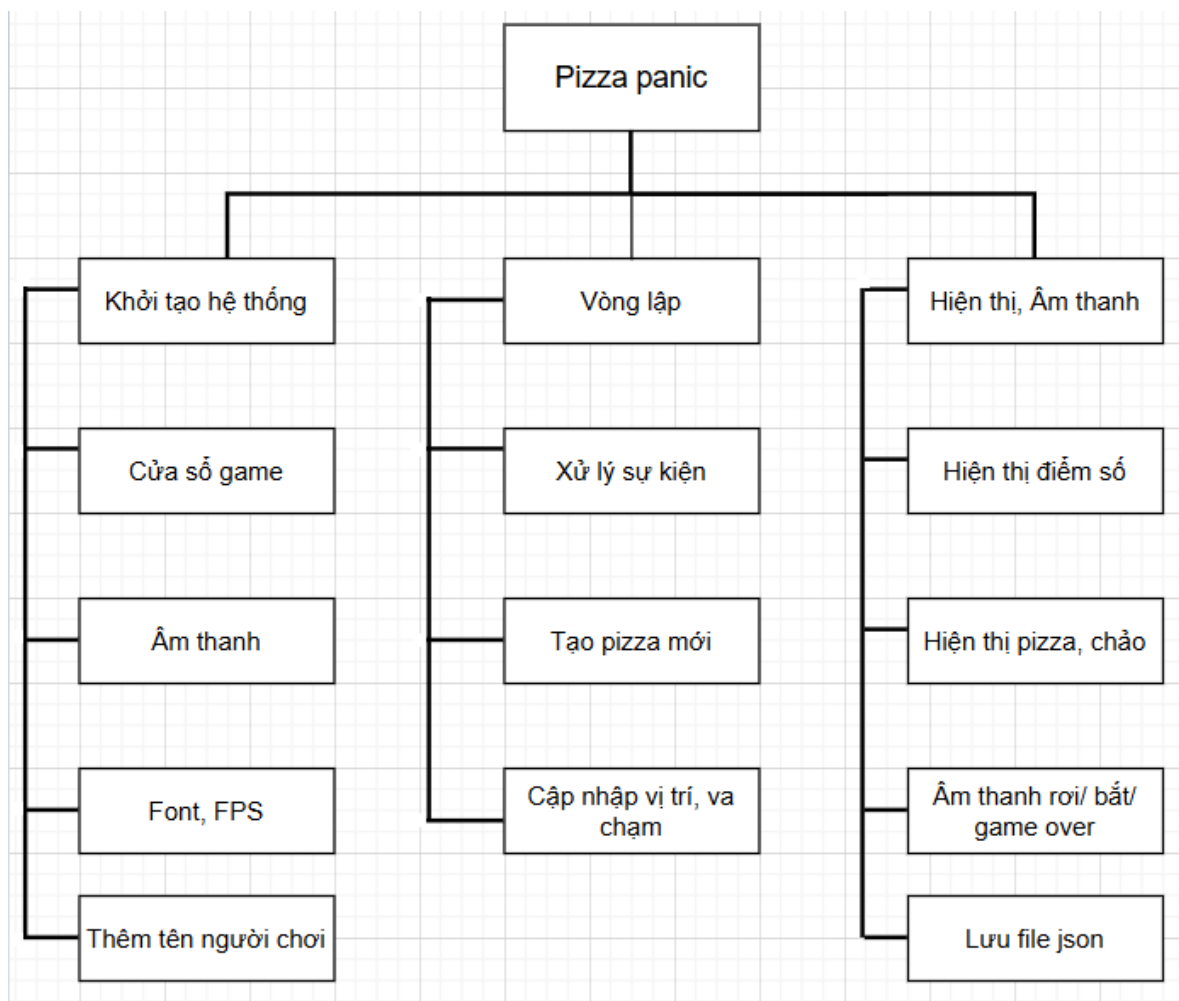 Pizza panic
Khởi tạo hệ thống
Vòng lập
Hiện thị, Âm thanh
Cửa sổ game
Xử lý sự kiện
Hiện thị điểm số
Âm thanh
Tạo pizza mới
Hiện thị pizza, chảo
Font, FPS
Cập nhập vị trí, va
chạm
Âm thanh rơi/ bắt/
game over
Thêm tên người chơi
Lưu file json